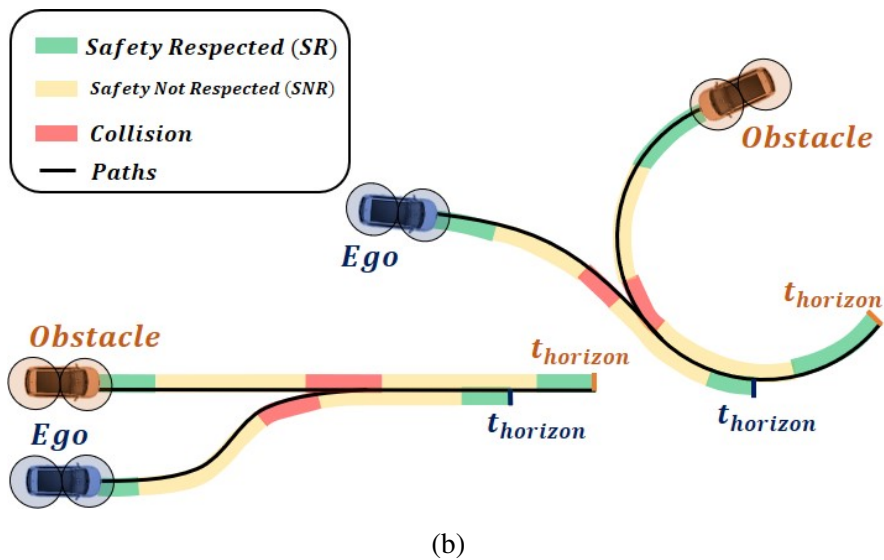 Safety Respected (SR)
Safety Not Respected (SNR)
Collision
Paths
Obstacle
Ego
t_horizon
t_horizon
Obstacle
t_horizon
Ego
t_horizon
(b)